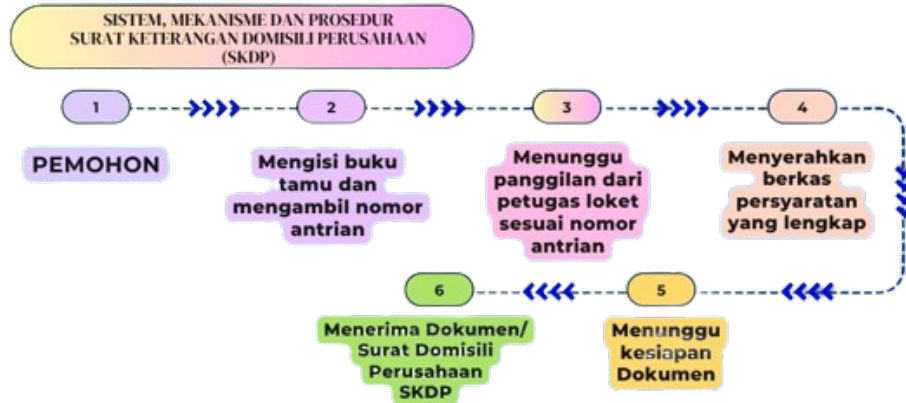 SISTEM, MEKANISME DAN PROSEDUR
SURAT KETERANGAN DOMISILI PERUSAHAAN
(SKDP)
1
PEMOHON
2
Mengisi buku
tamu dan
mengambil nomor
antrian
3
Menunggu
panggilan dari
petugas loket
sesuai nomor
antrian
4
Menyerahkan
berkas
persyaratan
yang lengkap
5
Menunggu
kesiapan
Dokumen
6
Menerima Dokumen/
Surat Domisili
Perusahaan
SKDP